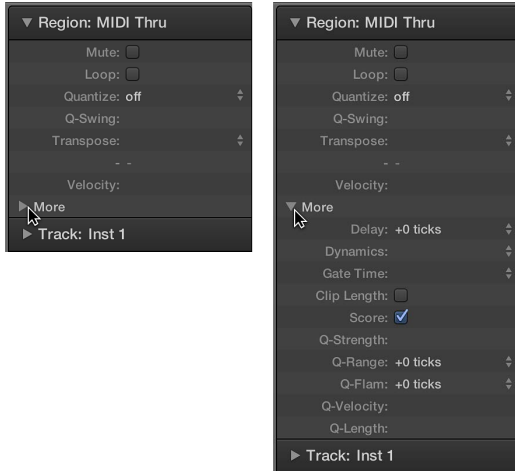 Region: MIDI Thru
Mute:
Loop:
Quantize: off
Q-Swing:
Transpose:
- -
Velocity:
More
Track: Inst 1
Region: MIDI Thru
Mute:
Loop:
Quantize: off
Q-Swing:
Transpose:
- -
Velocity:
More
Delay: +0 ticks
Dynamics:
Gate Time:
Clip Length:
Score:
Q-Strength:
Q-Range: +0 ticks
Q-Flam: +0 ticks
Q-Velocity:
Q-Length:
Track: Inst 1